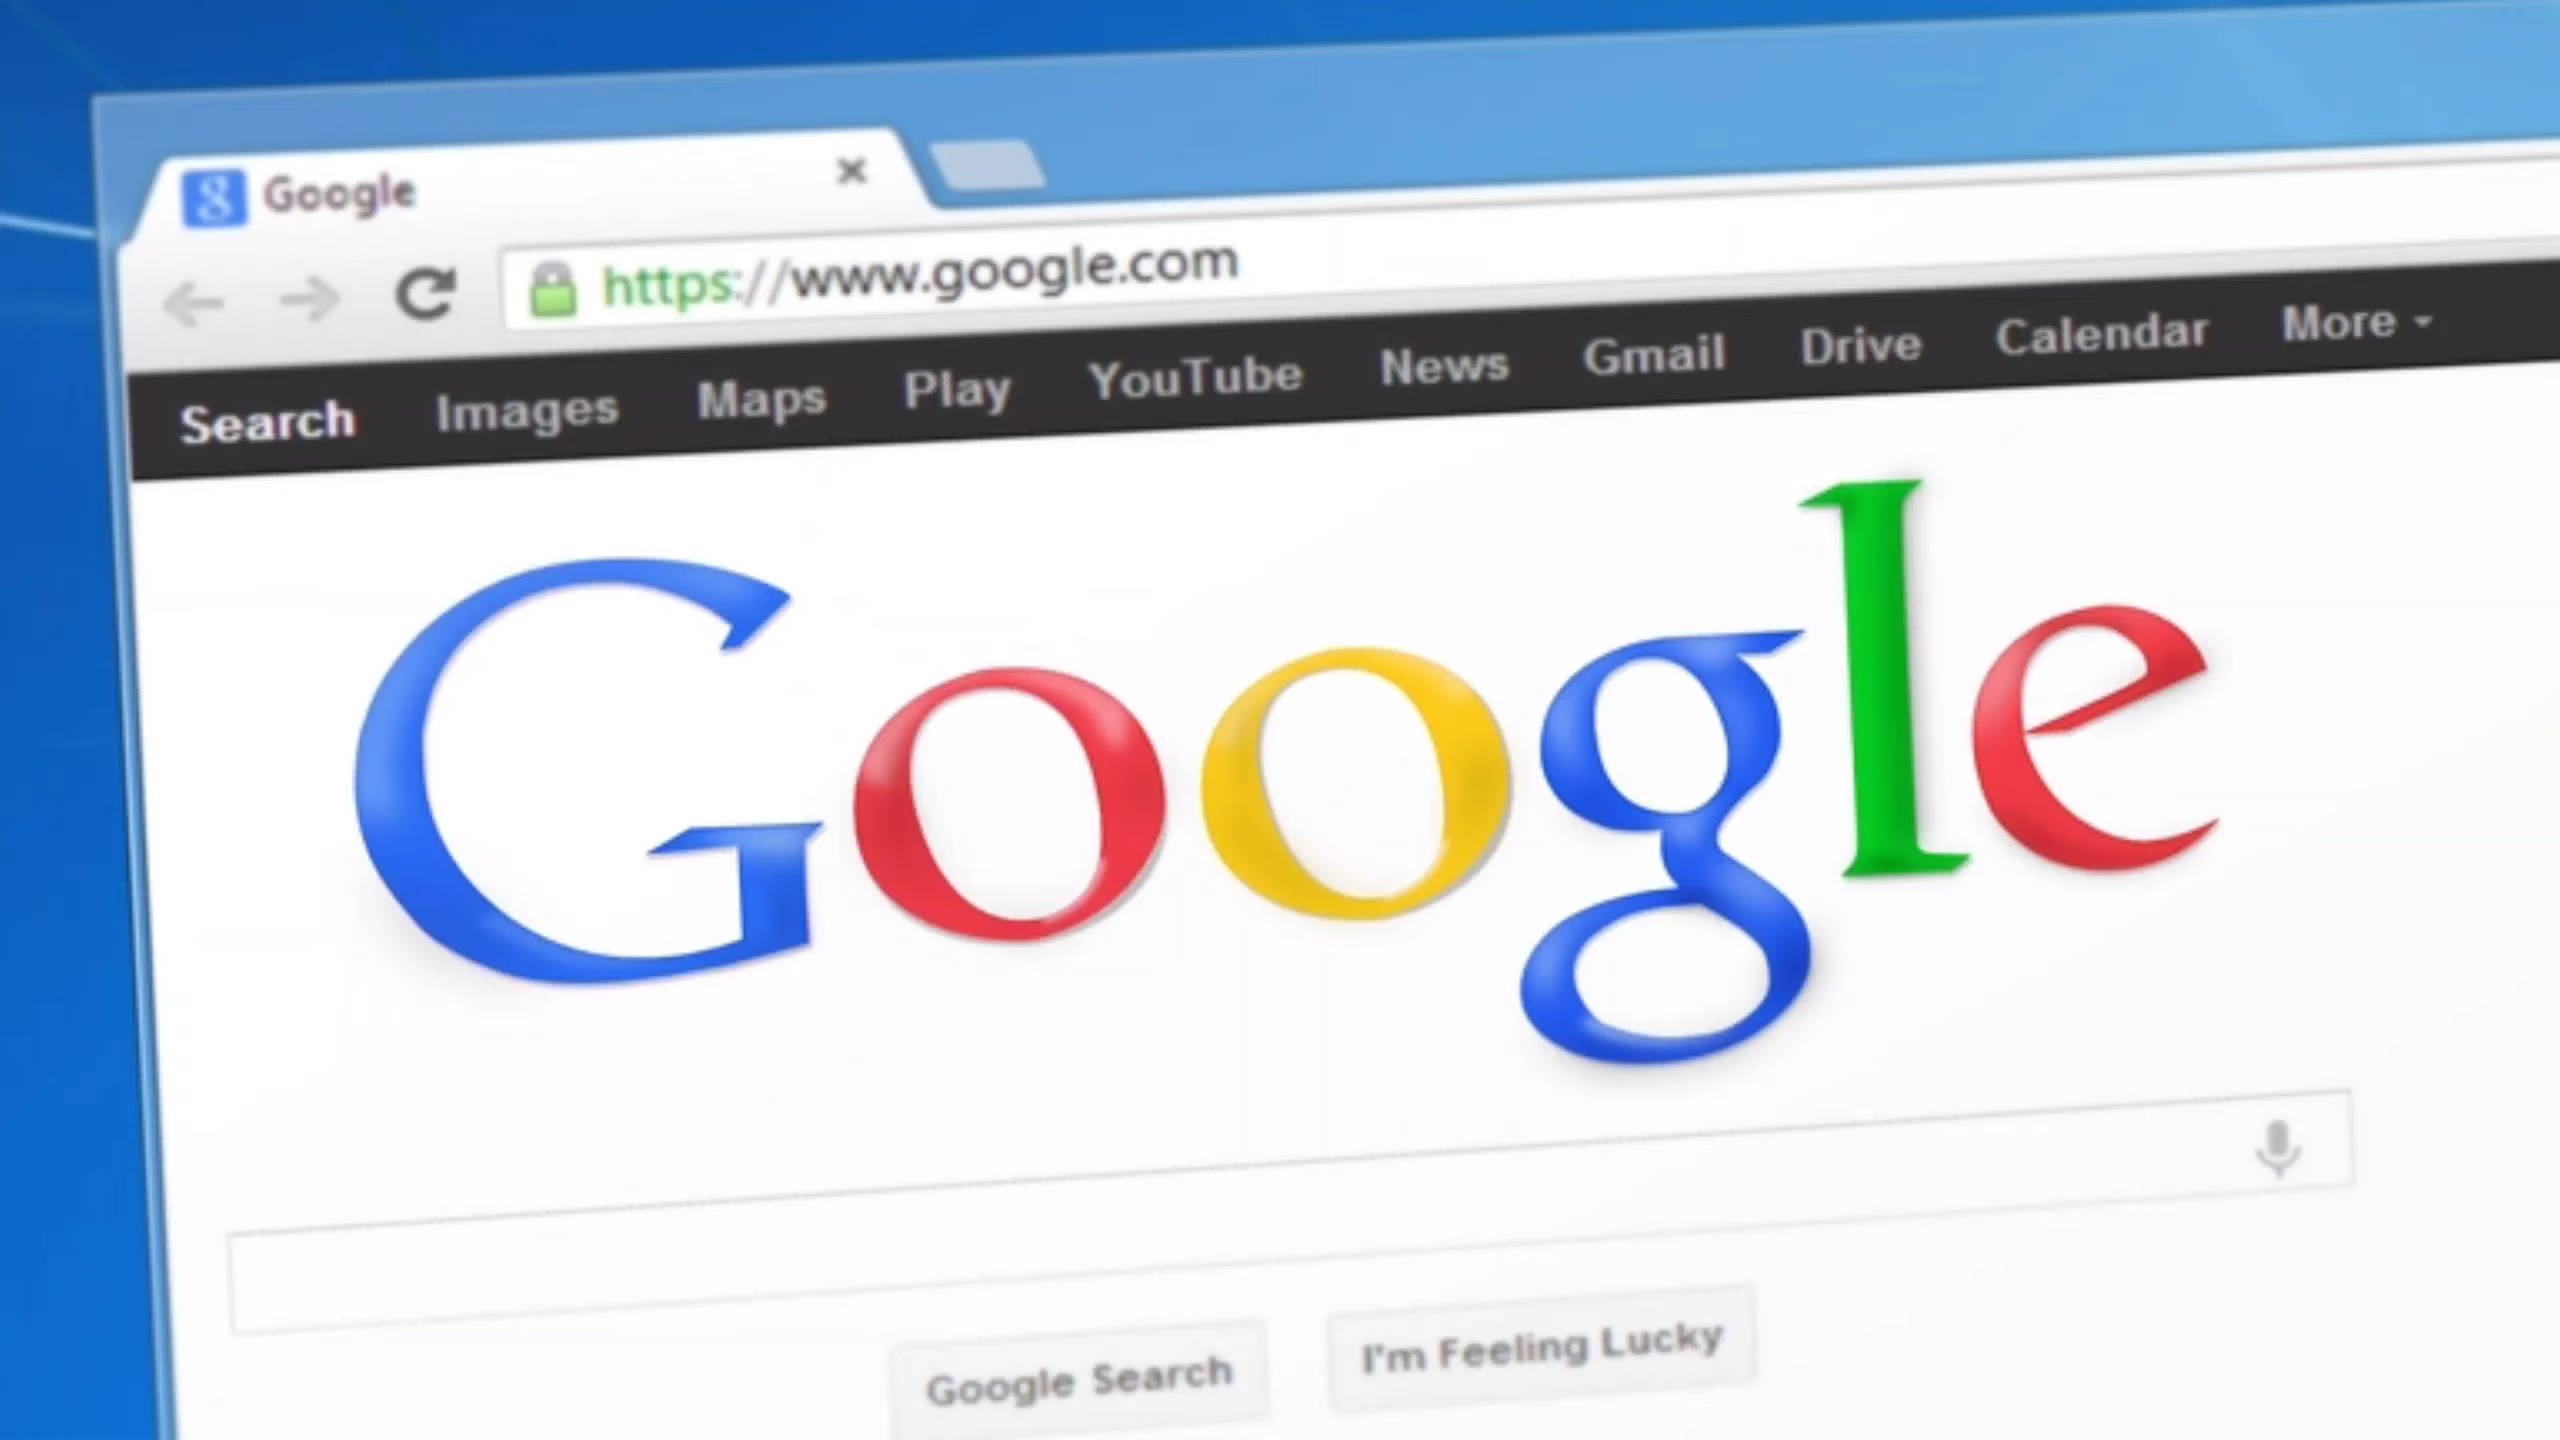 g Google
https://www.google.com
Search Images Maps Play YouTube News Gmail Drive Calendar More
Google
Google Search I'm Feeling Lucky